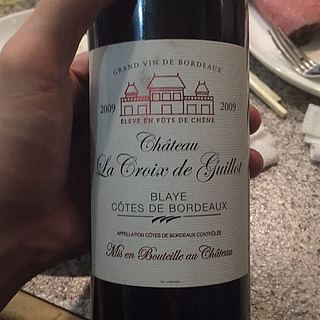 GRAND VIN DE BORDEAUX
2009 2009
ÉLEVÉ EN FÛTS DE CHÊNE
Château
La Croix de Guillot
BLAYE
CÔTES DE BORDEAUX
APPELLATION CÔTES DE BORDEAUX CONTRÔLÉE
Mis en Bouteille au Château